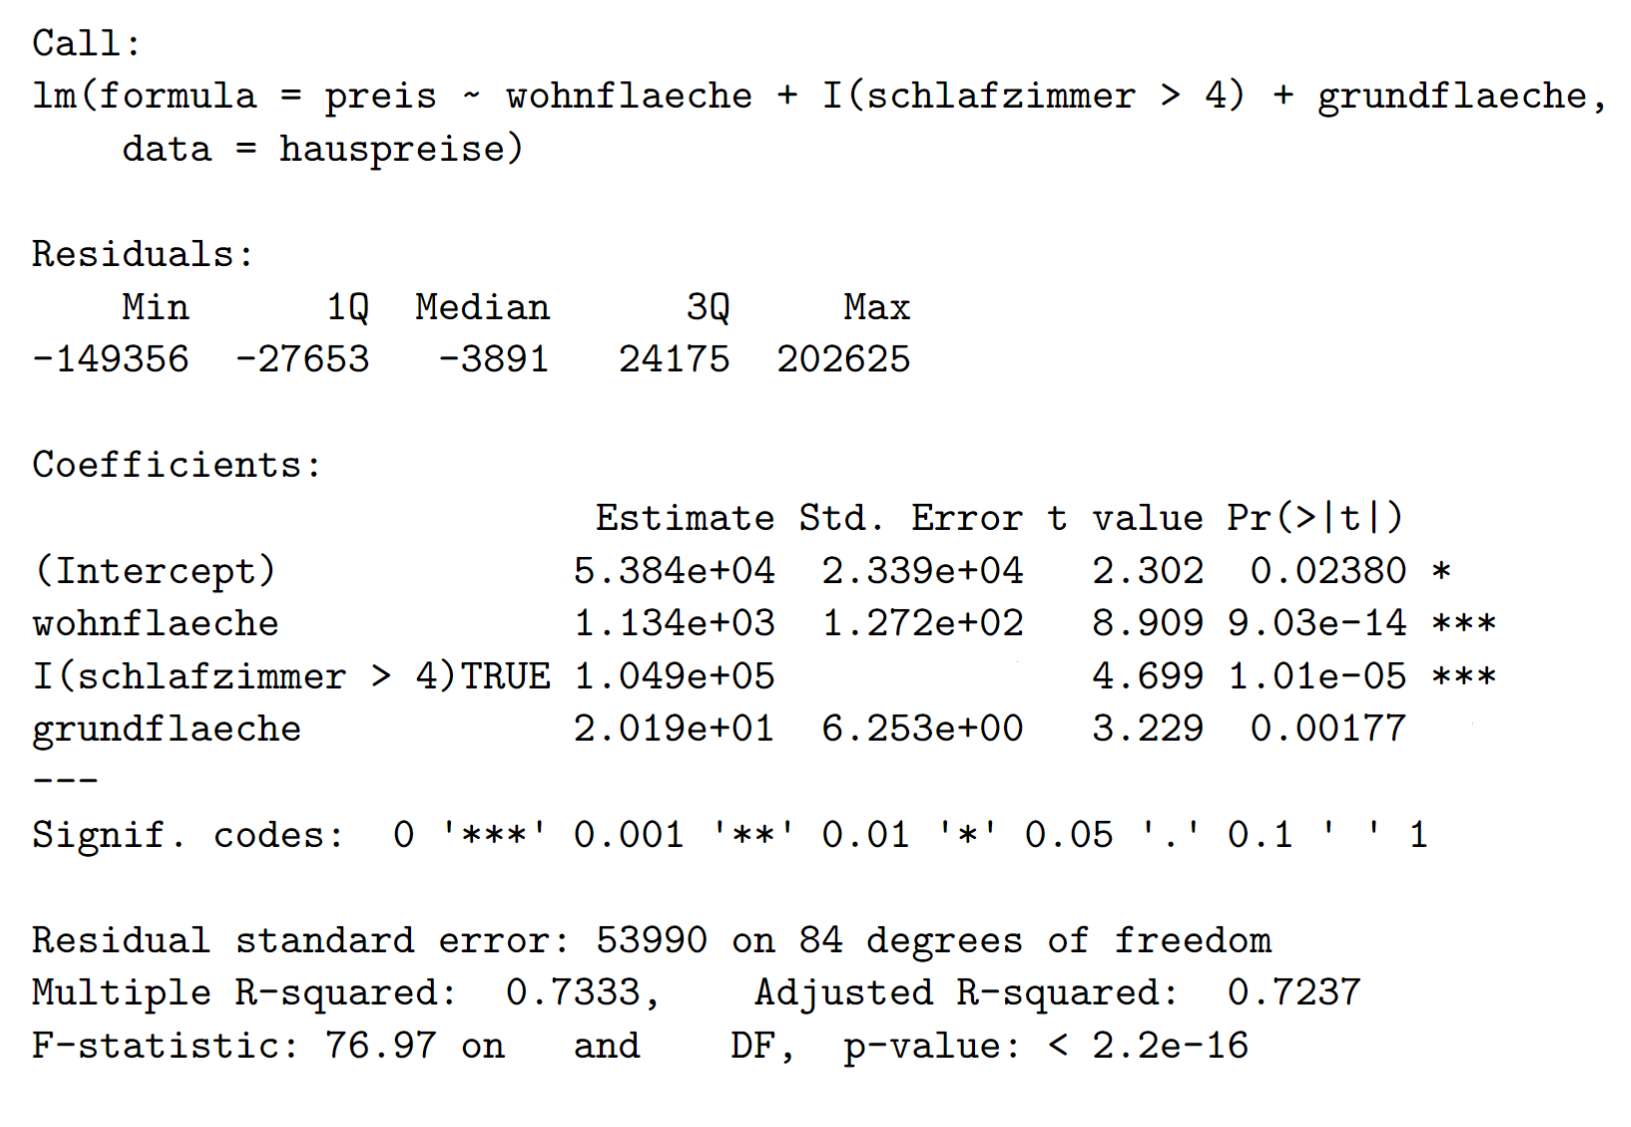 Call:
lm(formula = preis ~ wohnflaeche + I(schlafzimmer > 4) + grundflaeche,
    data = hauspreise)
Residuals:
    Min      1Q  Median      3Q     Max
-149356  -27653   -3891   24175  202625
Coefficients:
                         Estimate Std. Error t value Pr(>|t|)
(Intercept)             5.384e+04  2.339e+04   2.302  0.02380 *
wohnflaeche             1.134e+03  1.272e+02   8.909 9.03e-14 ***
I(schlafzimmer > 4)TRUE 1.049e+05              4.699 1.01e-05 ***
grundflaeche            2.019e+01  6.253e+00   3.229  0.00177
---
Signif. codes:  0 '***' 0.001 '**' 0.01 '*' 0.05 '.' 0.1 ' ' 1
Residual standard error: 53990 on 84 degrees of freedom
Multiple R-squared:  0.7333,    Adjusted R-squared:  0.7237
F-statistic: 76.97 on   and    DF,  p-value: < 2.2e-16